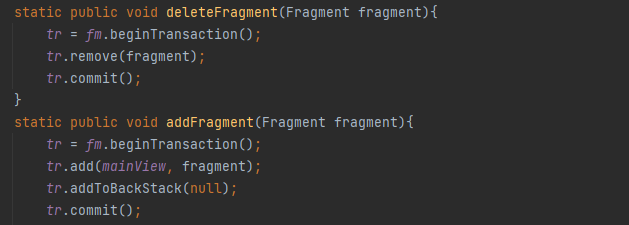 static public void deleteFragment(Fragment fragment){
    tr = fm.beginTransaction();
    tr.remove(fragment);
    tr.commit();
}
static public void addFragment(Fragment fragment){
    tr = fm.beginTransaction();
    tr.add(mainView, fragment);
    tr.addToBackStack(null);
    tr.commit();